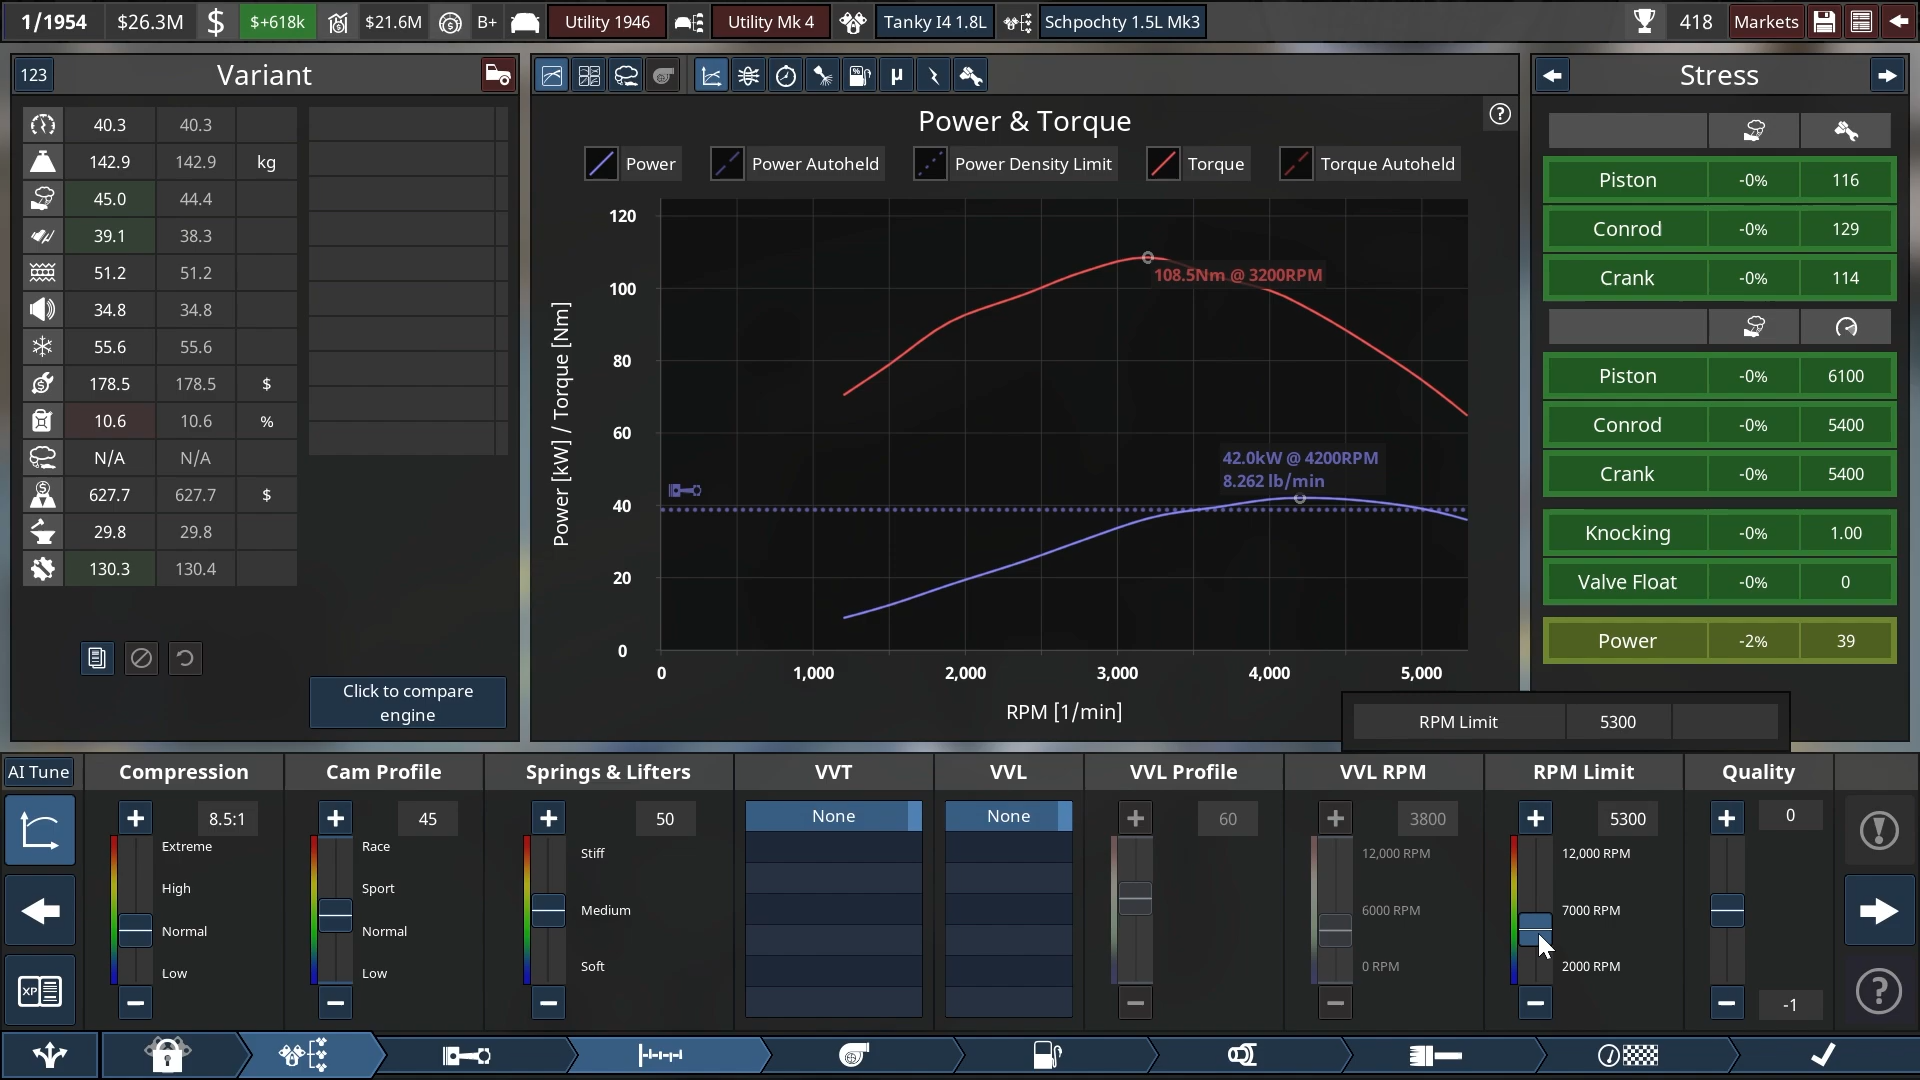 1/1954 $26.3M $+618k $21.6M B+ Utility 1946 Utility Mk 4 Tanky I4 1.8L Schpochty 1.5L Mk3 418 Markets
123 Variant
40.3 40.3
142.9 142.9 kg
45.0 44.4
39.1 38.3
51.2 51.2
34.8 34.8
55.6 55.6
178.5 178.5 $
10.6 10.6 %
N/A N/A
627.7 627.7 $
29.8 29.8
130.3 130.4
Click to compare
engine
Power & Torque
Power Power Autoheld Power Density Limit Torque Torque Autoheld
Power [kW] / Torque [Nm]
120
100
80
60
40
20
0
108.5Nm @ 3200RPM
42.0kW @ 4200RPM
8.262 lb/min
0 1,000 2,000 3,000 4,000 5,000
RPM [1/min]
Stress
Piston -0% 116
Conrod -0% 129
Crank -0% 114
Piston -0% 6100
Conrod -0% 5400
Crank -0% 5400
Knocking -0% 1.00
Valve Float -0% 0
Power -2% 39
RPM Limit 5300
AI Tune Compression Cam Profile Springs & Lifters VVT VVL VVL Profile VVL RPM RPM Limit Quality
8.5:1
Extreme
High
Normal
Low
45
Race
Sport
Normal
Low
50
Stiff
Medium
Soft
None
None
60
3800
12,000 RPM
6000 RPM
0 RPM
5300
12,000 RPM
7000 RPM
2000 RPM
0
-1
XP